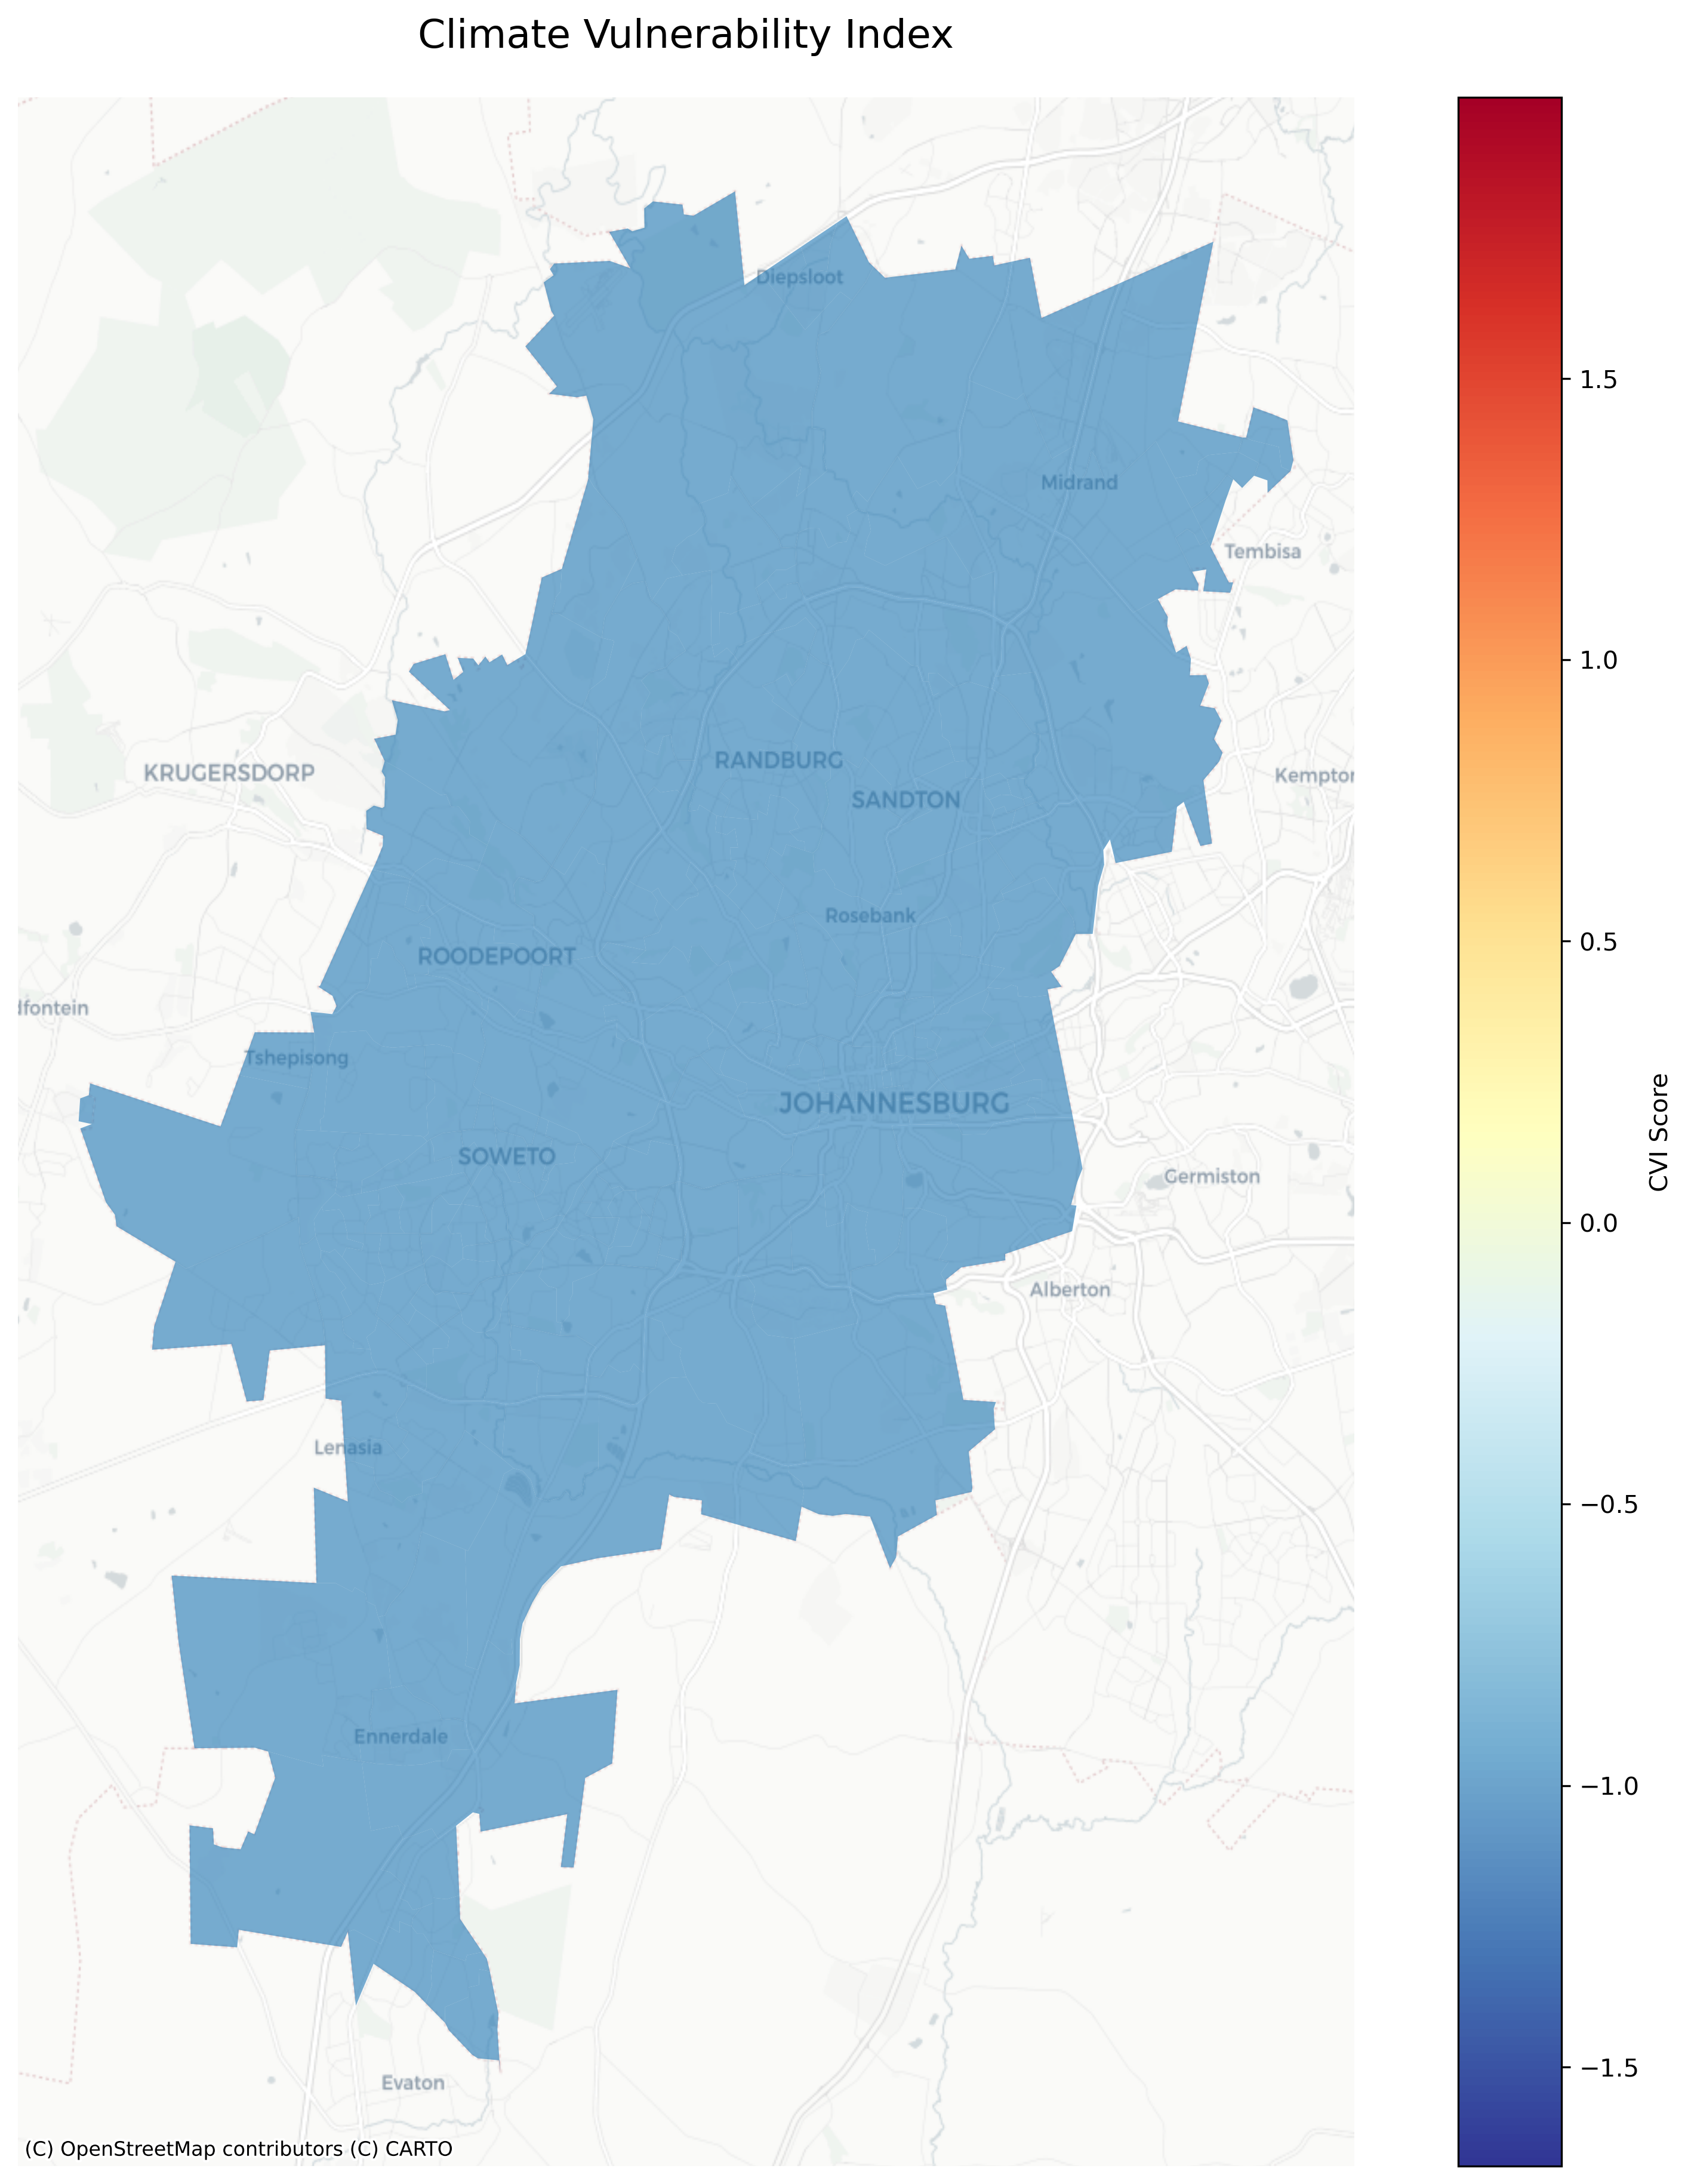 Climate Vulnerability Index
Diepsloot
Midrand
Tembisa
RANDBURG
KRUGERSDORP
Kempton
SANDTON
Rosebank
ROODEPOORT
dfontein
Tshepisong
JOHANNESBURG
SOWETO
Germiston
Alberton
Lenasia
Ennerdale
Evaton
(C) OpenStreetMap contributors (C) CARTO
1.5
1.0
0.5
0.0
−0.5
−1.0
−1.5
CVI Score